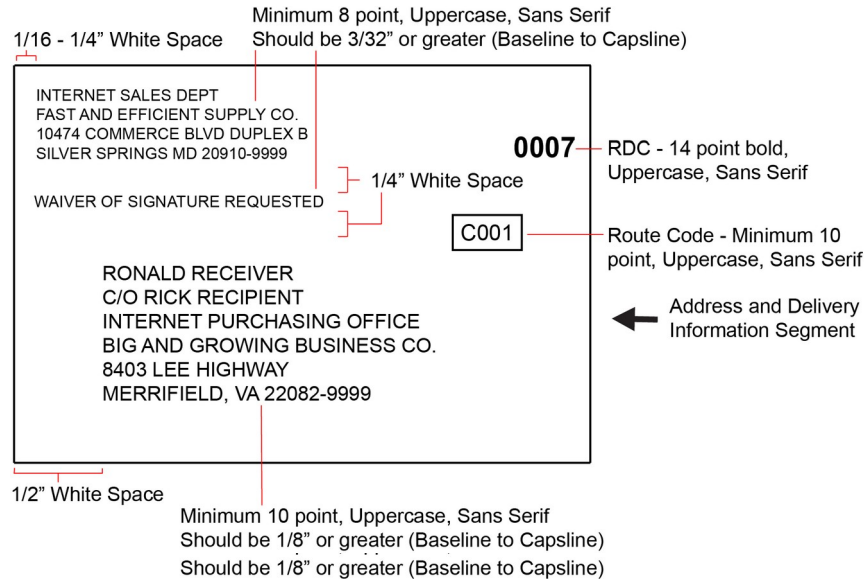 Minimum 8 point, Uppercase, Sans Serif
1/16 - 1/4” White Space
Should be 3/32” or greater (Baseline to Capsline)
INTERNET SALES DEPT
FAST AND EFFICIENT SUPPLY CO.
10474 COMMERCE BLVD DUPLEX B
SILVER SPRINGS MD 20910-9999
0007
RDC - 14 point bold,
Uppercase, Sans Serif
1/4” White Space
WAIVER OF SIGNATURE REQUESTED
C001
Route Code - Minimum 10
point, Uppercase, Sans Serif
RONALD RECEIVER
C/O RICK RECIPIENT
INTERNET PURCHASING OFFICE
BIG AND GROWING BUSINESS CO.
8403 LEE HIGHWAY
MERRIFIELD, VA 22082-9999
Address and Delivery
Information Segment
1/2” White Space
Minimum 10 point, Uppercase, Sans Serif
Should be 1/8” or greater (Baseline to Capsline)
Should be 1/8” or greater (Baseline to Capsline)